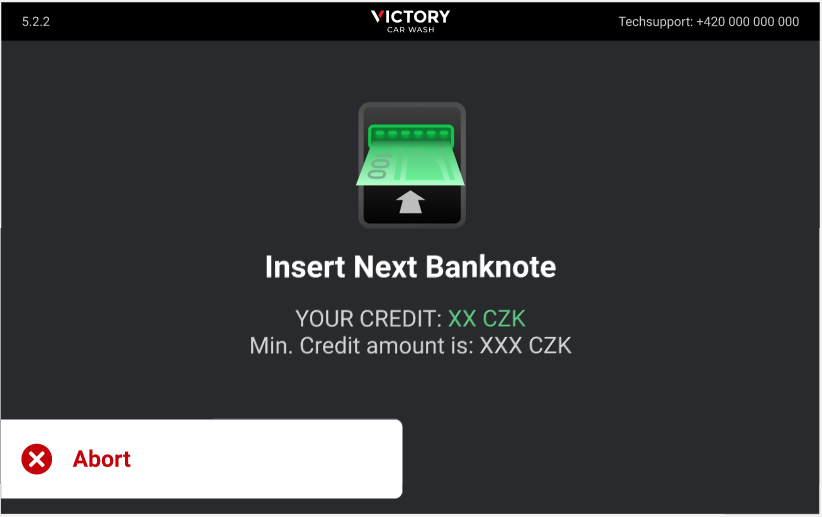 5.2.2
VICTORY
CAR WASH
Techsupport: +420 000 000 000
00
Insert Next Banknote
YOUR CREDIT: XX CZK
Min. Credit amount is: XXX CZK
Abort